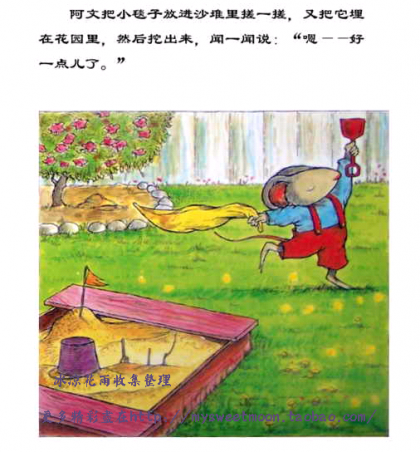 阿文把小毯子放进沙堆里搓一搓，又把它埋
在花园里，然后挖出来，闻一闻说：“嗯－－好
一点儿了。”
冰凉花雨收集整理